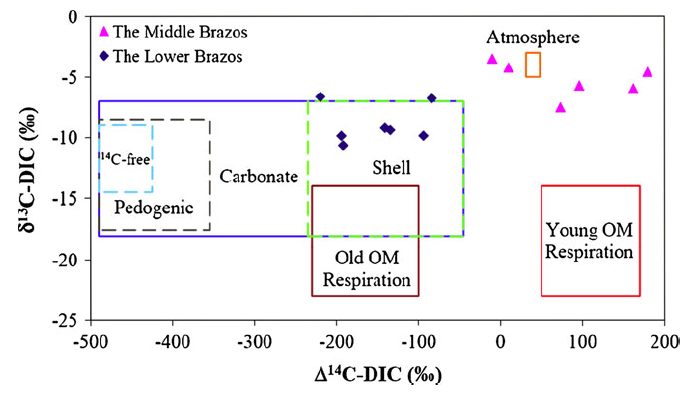 0
-5
-10
-15
-20
-25
δ¹³C-DIC (‰)
The Middle Brazos
The Lower Brazos
Atmosphere
¹⁴C-free
Pedogenic
Carbonate
Shell
Old OM
Respiration
Young OM
Respiration
-500 -400 -300 -200 -100 0 100 200
Δ¹⁴C-DIC (‰)